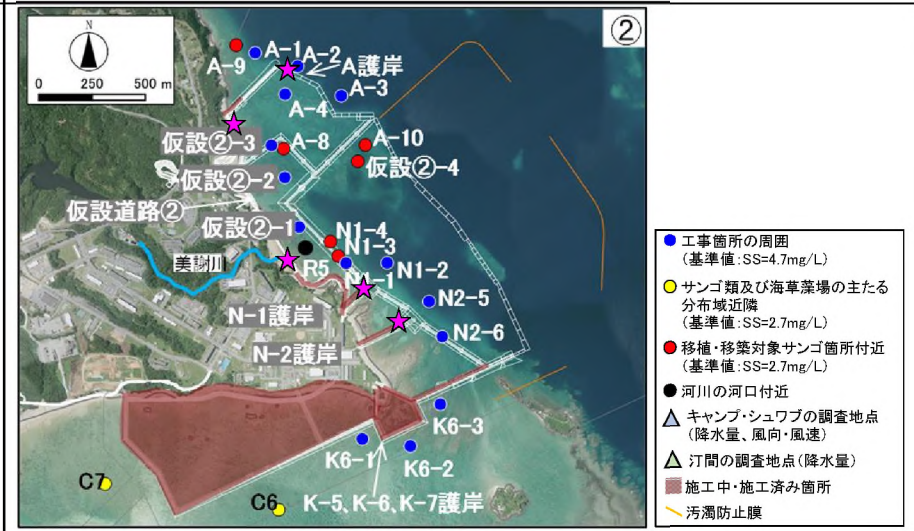 ②
N
0 250 500 m
A-9
A-1
A-2
A護岸
A-3
A-4
仮設②-3
A-8
A-10
仮設②-4
仮設②-2
仮設道路②
仮設②-1
N1-4
N1-3
美謝川
R5
N1-1
N1-2
N-1護岸
N2-5
N-2護岸
N2-6
K6-3
K6-1
K6-2
C7
C6
K-5、K-6、K-7護岸
工事箇所の周囲
(基準値:SS=4.7mg/L)
サンゴ類及び海草藻場の主たる
分布域近隣
(基準値:SS=2.7mg/L)
移植・移築対象サンゴ箇所付近
(基準値:SS=2.7mg/L)
河川の河口付近
キャンプ・シュワブの調査地点
(降水量、風向・風速)
汀間の調査地点(降水量)
施工中・施工済み箇所
汚濁防止膜